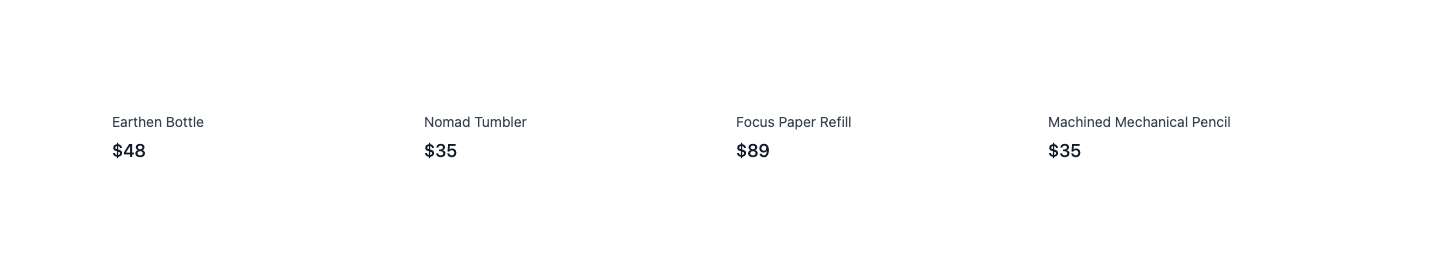 Earthen Bottle
$48
Nomad Tumbler
$35
Focus Paper Refill
$89
Machined Mechanical Pencil
$35